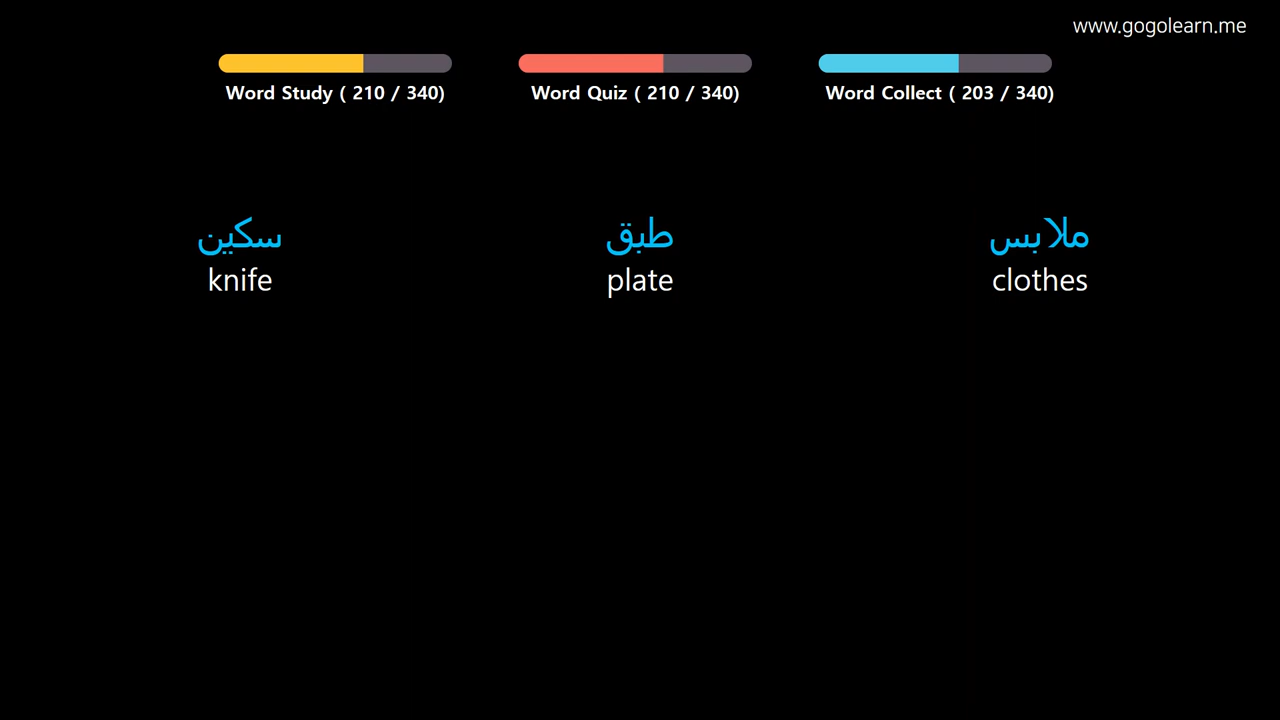 www.gogolearn.me
Word Study ( 210 / 340)
Word Quiz ( 210 / 340)
Word Collect ( 203 / 340)
سكين
knife
طبق
plate
ملابس
clothes